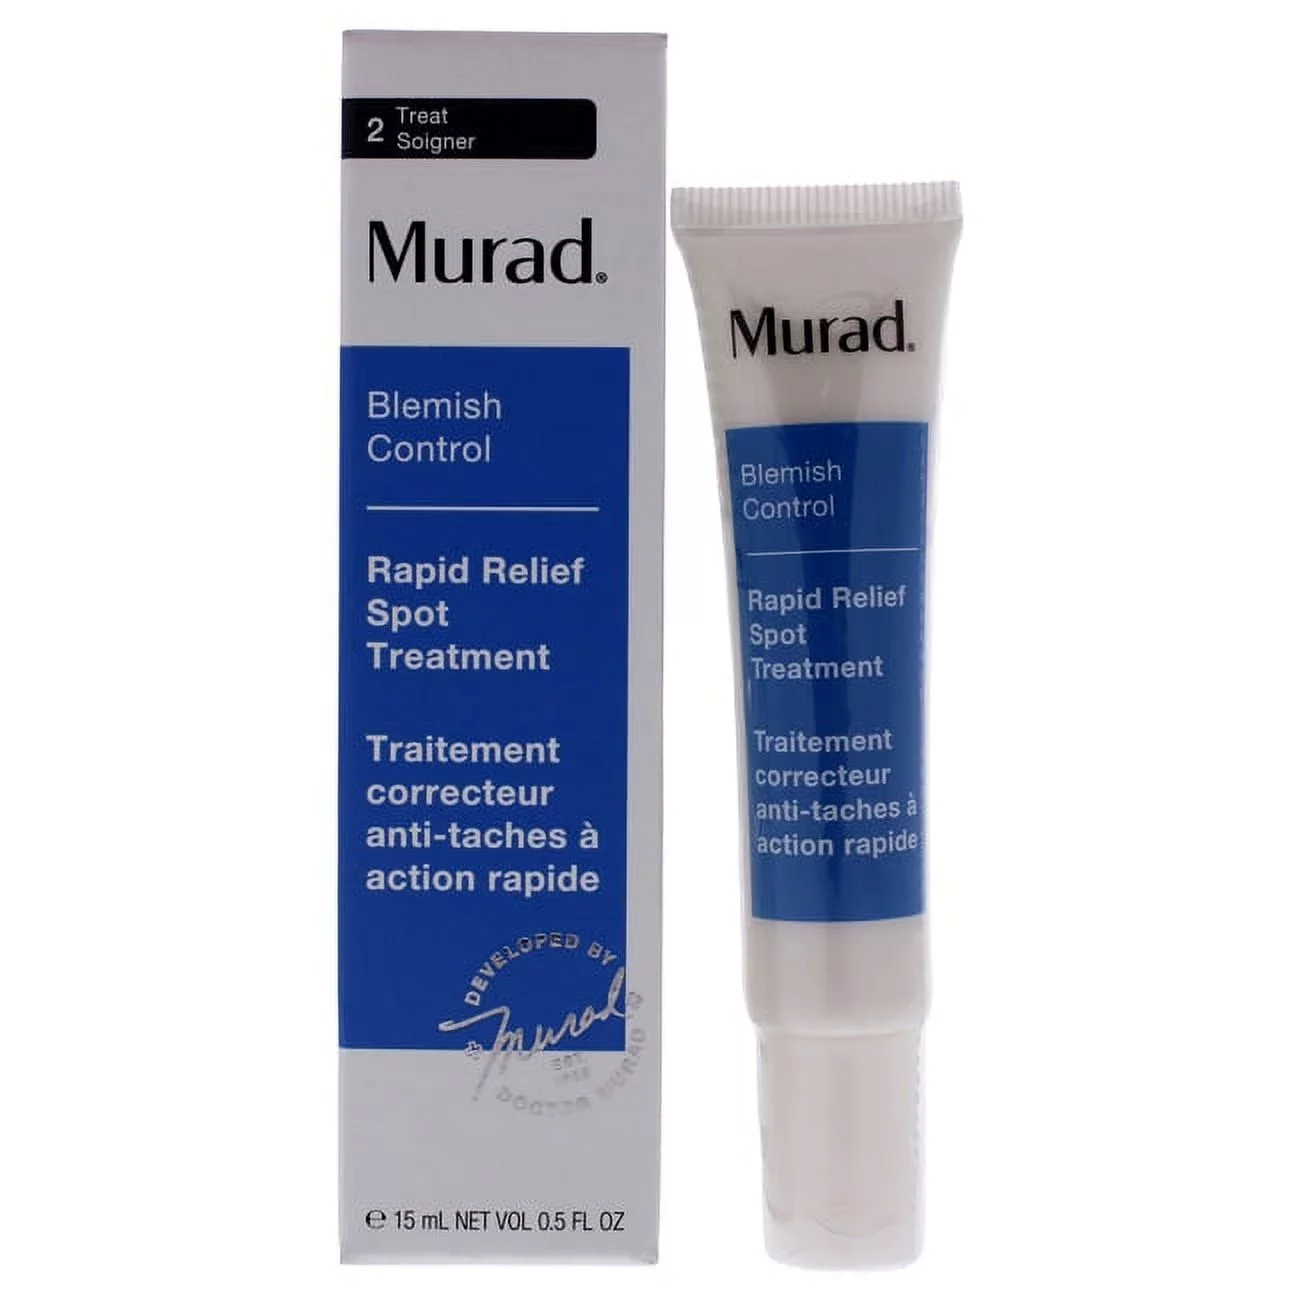 2 Treat
Soigner
Murad®
Blemish
Control
Rapid Relief
Spot
Treatment
Traitement
correcteur
anti-taches à
action rapide
DEVELOPED BY
Murad
EST.
DOCTOR MURAD
℮ 15 mL NET VOL 0.5 FL OZ
Murad®
Blemish
Control
Rapid Relief
Spot
Treatment
Traitement
correcteur
anti-taches à
action rapide